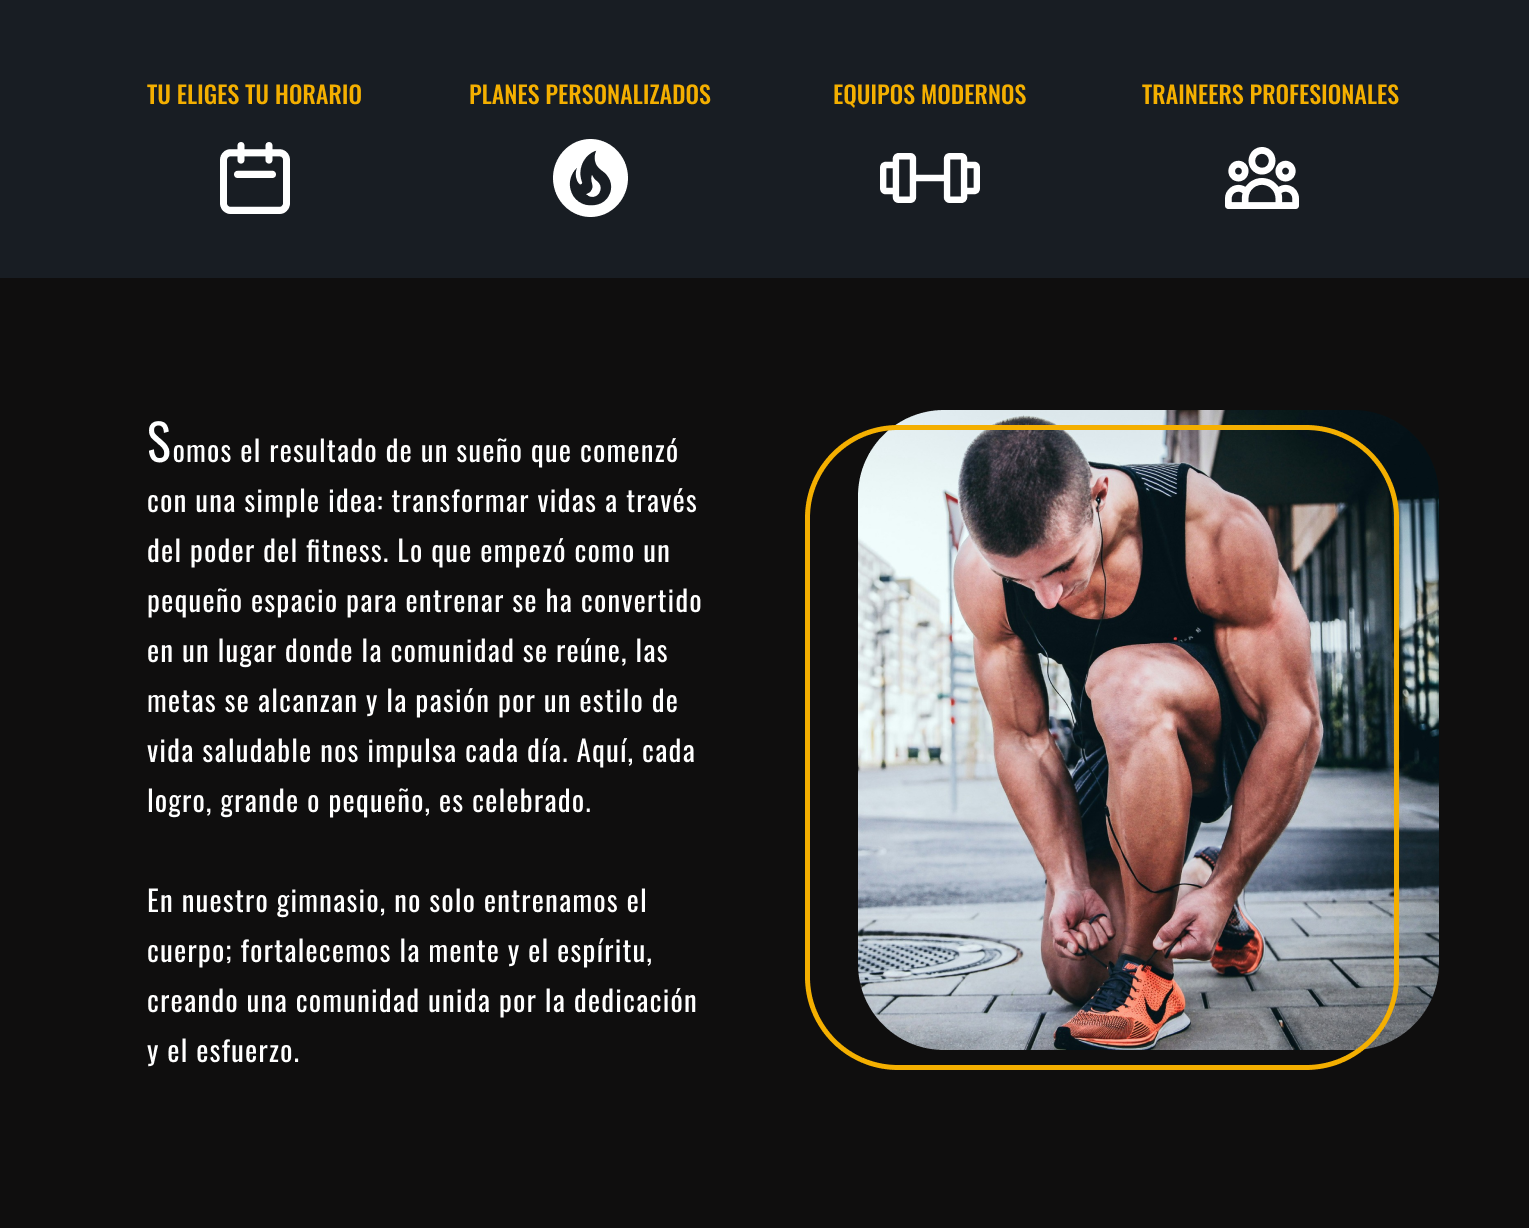 TU ELIGES TU HORARIO
PLANES PERSONALIZADOS
EQUIPOS MODERNOS
TRAINEERS PROFESIONALES
Somos el resultado de un sueño que comenzó
con una simple idea: transformar vidas a través
del poder del fitness. Lo que empezó como un
pequeño espacio para entrenar se ha convertido
en un lugar donde la comunidad se reúne, las
metas se alcanzan y la pasión por un estilo de
vida saludable nos impulsa cada día. Aquí, cada
logro, grande o pequeño, es celebrado.
En nuestro gimnasio, no solo entrenamos el
cuerpo; fortalecemos la mente y el espíritu,
creando una comunidad unida por la dedicación
y el esfuerzo.